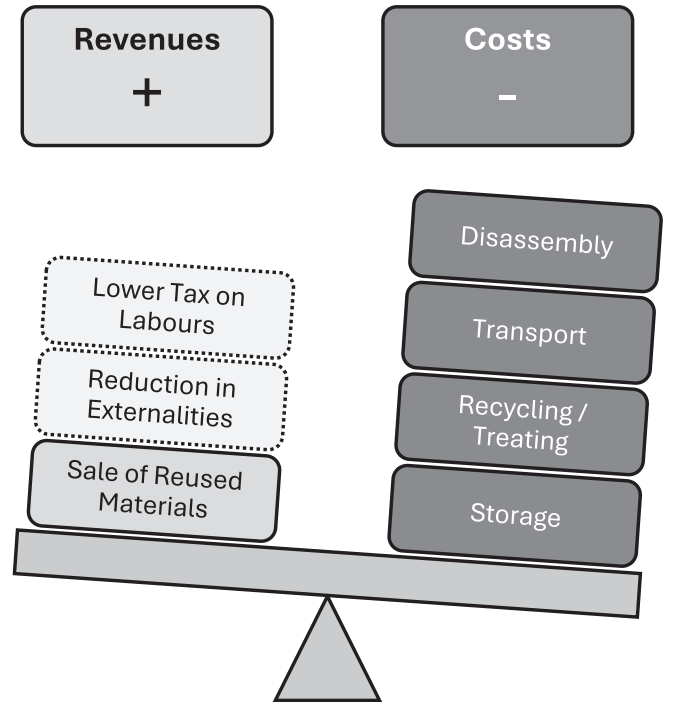 Revenues
+
Costs
-
Lower Tax on
Labours
Reduction in
Externalities
Sale of Reused
Materials
Disassembly
Transport
Recycling /
Treating
Storage